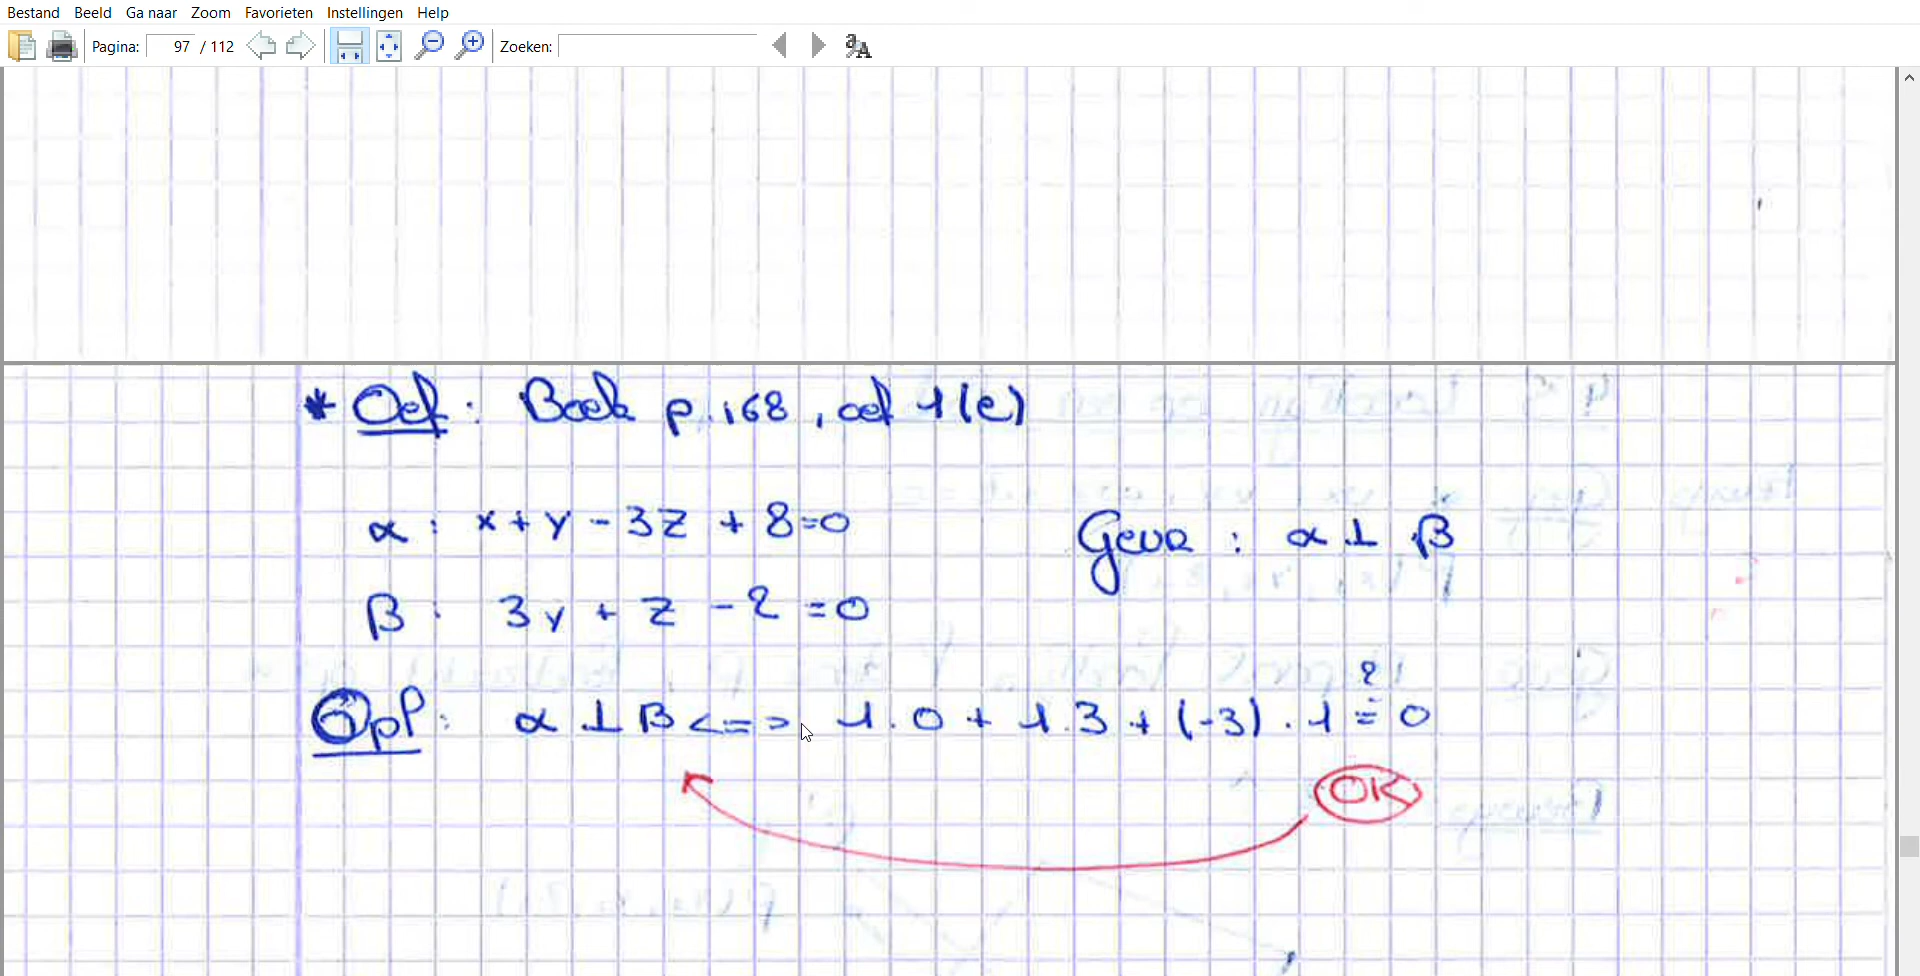 Bestand Beeld Ga naar Zoom Favorieten Instellingen Help
Pagina: 97 / 112 Zoeken:
* Oef : Boek p. 168 , oef 1(e)
α : x + y - 3z + 8 = 0
Gevr : α ⊥ β
β : 3y + z - 2 = 0
Opl : α ⊥ β <=> 1 . 0 + 1 . 3 + (-3) . 1 ≟ 0
OK